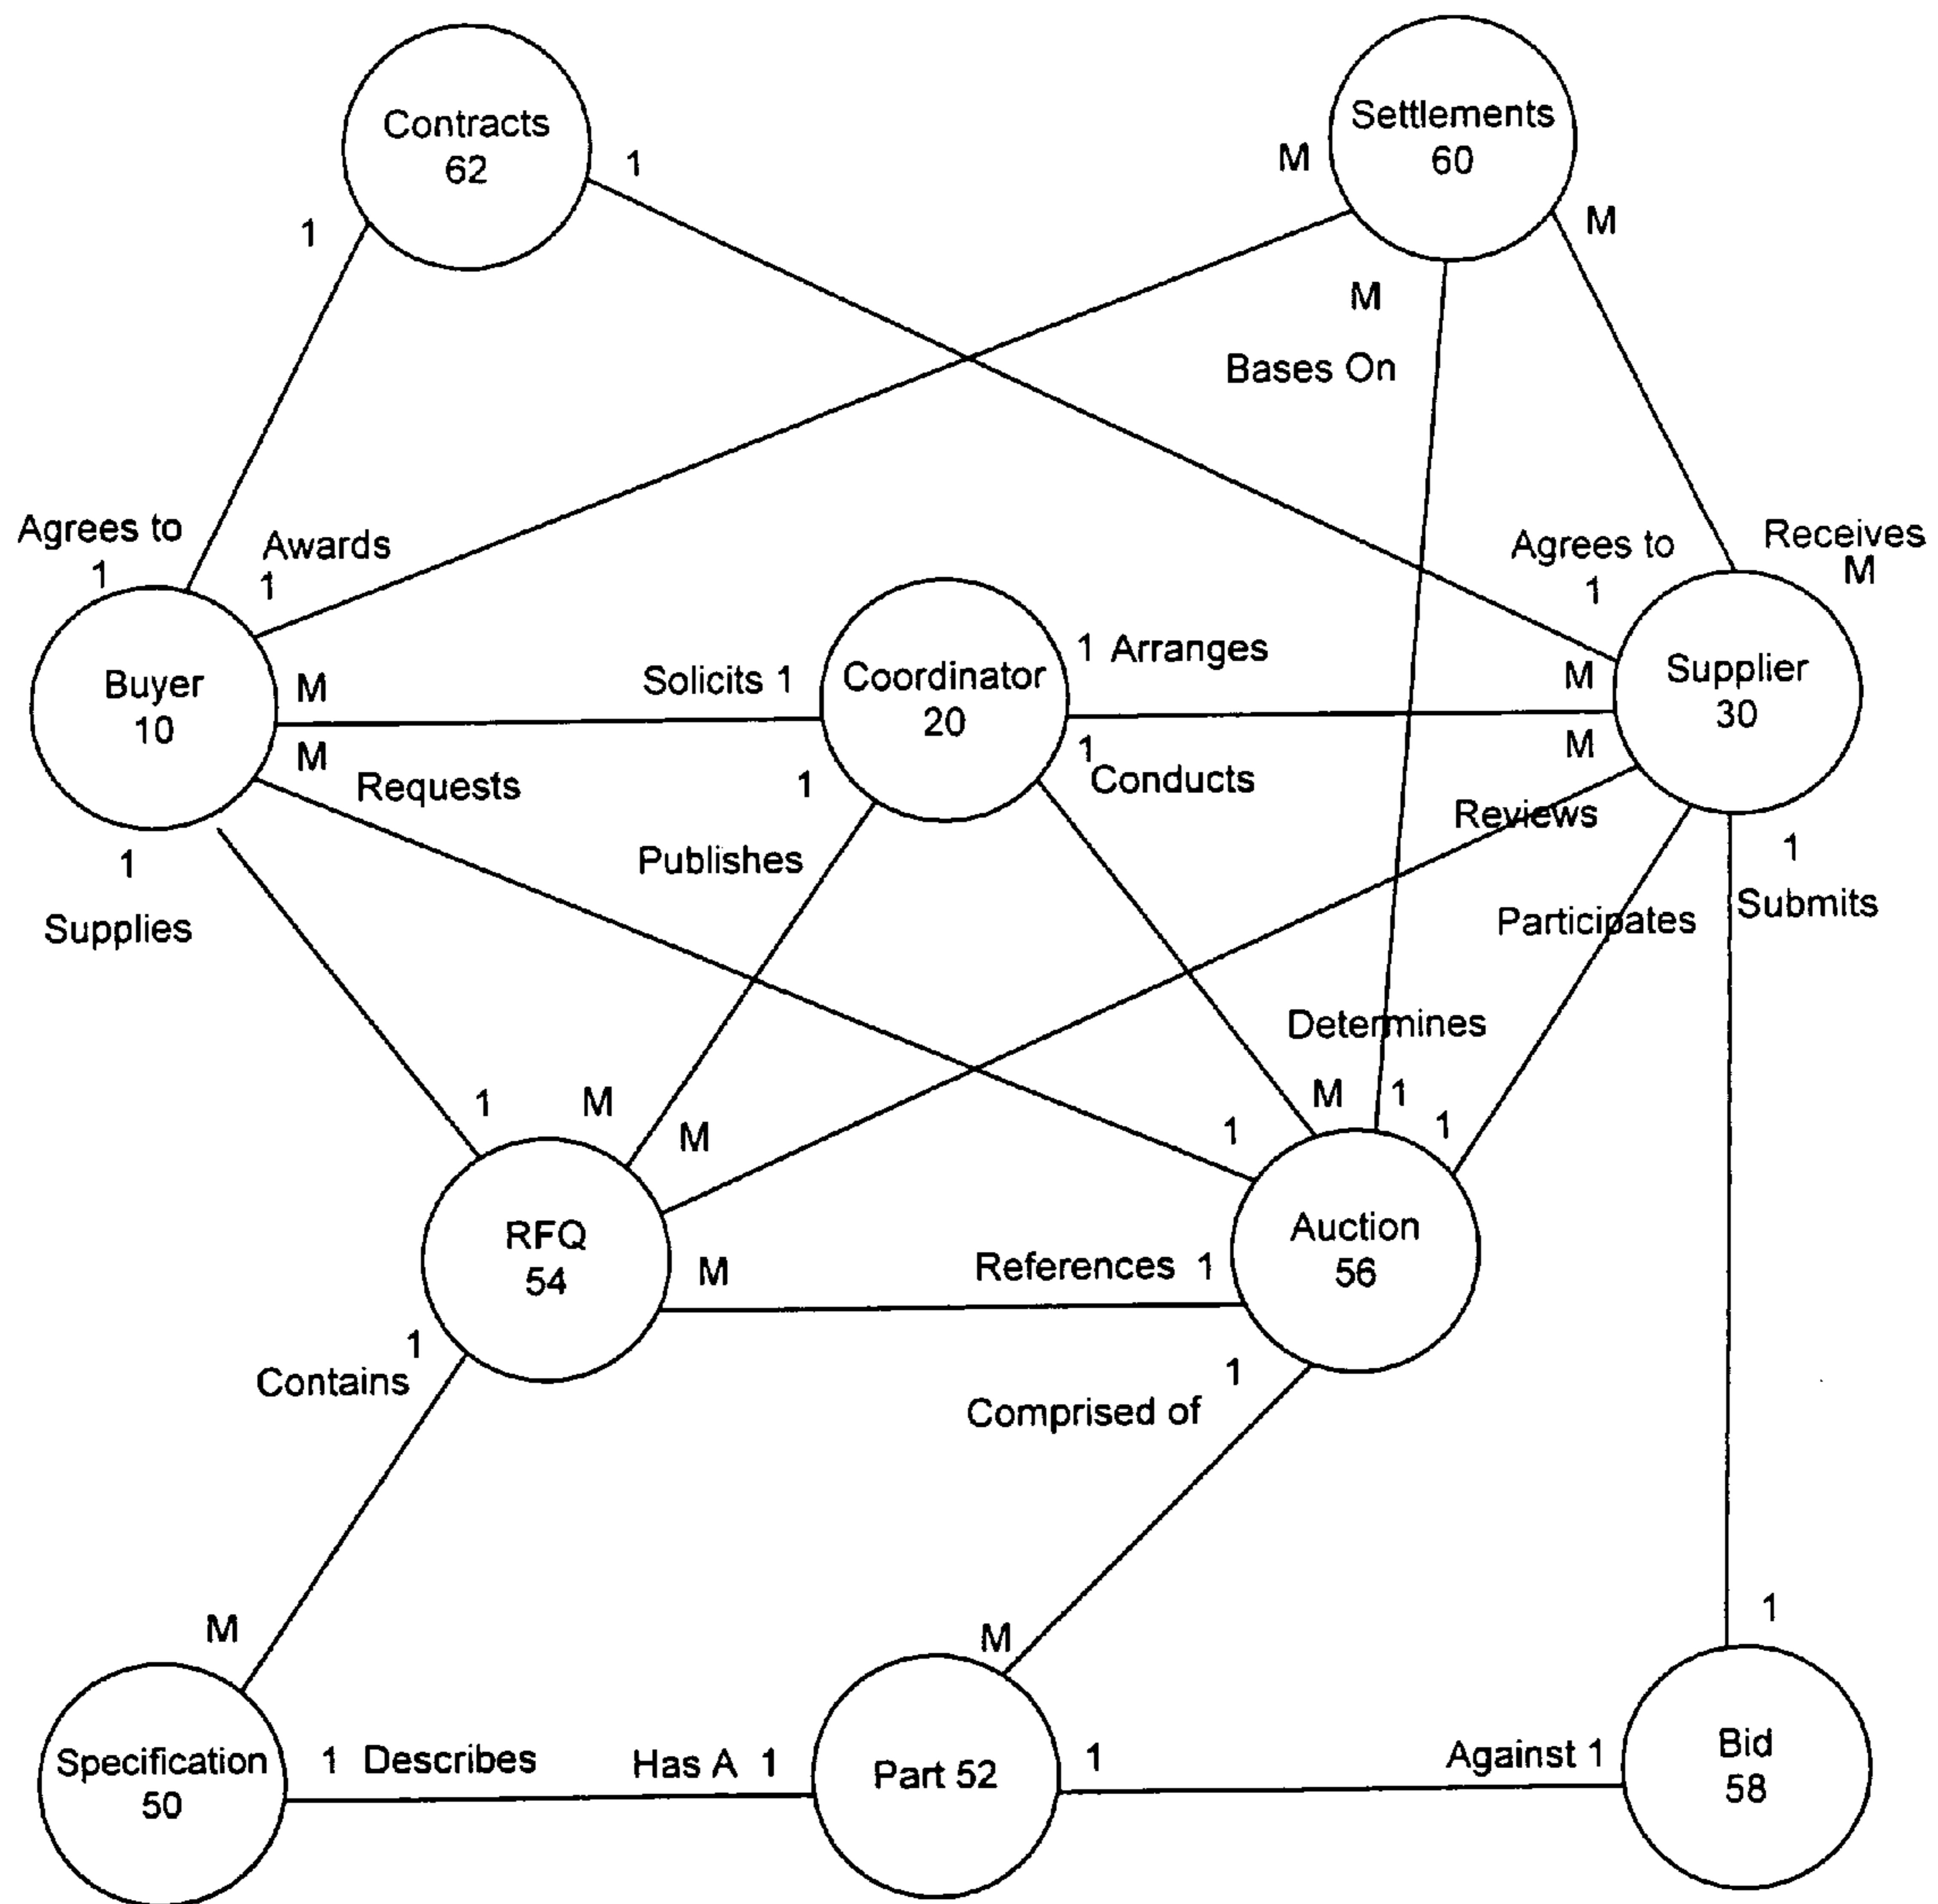 Contracts
62
Settlements
60
1
M
1
M
M
Bases On
Agrees to
1
Awards
1
Agrees to
1
Receives
M
Buyer
10
M
Solicits 1
Coordinator
20
1 Arranges
M
Supplier
30
M
Requests
1
1
Conducts
M
Reviews
1
Supplies
Publishes
Participates
1
Submits
Determines
1
M
M
1
M
1
1
RFQ
54
M
References 1
Auction
56
1
Contains
1
Comprised of
M
M
1
Specification
50
1 Describes
Has A 1
Part 52
1
Against 1
Bid
58